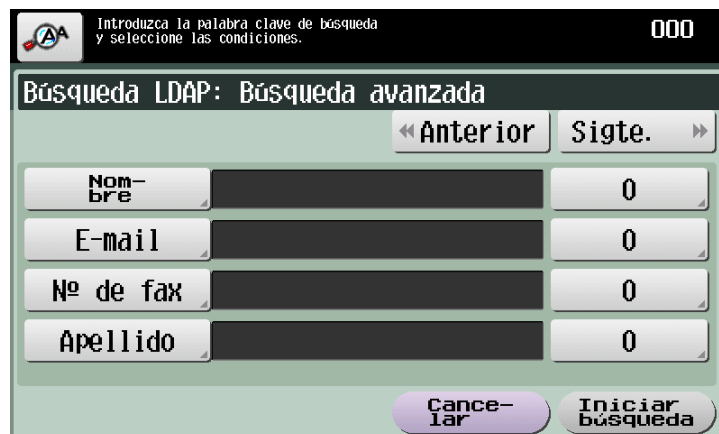 Introduzca la palabra clave de búsqueda
y seleccione las condiciones.
000
Búsqueda LDAP: Búsqueda avanzada
Anterior Sigte.
Nom-
bre
0
E-mail 0
Nº de fax 0
Apellido 0
Cance-
lar
Iniciar
búsqueda